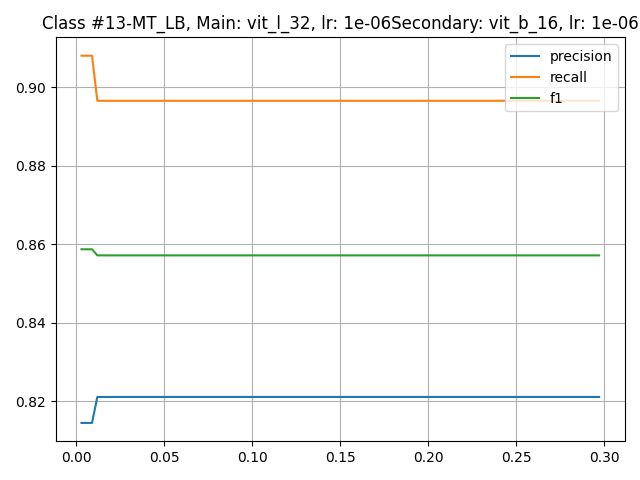 Class #13-MT_LB, Main: vit_l_32, lr: 1e-06Secondary: vit_b_16, lr: 1e-06
precision
recall
f1
0.90
0.88
0.86
0.84
0.82
0.00 0.05 0.10 0.15 0.20 0.25 0.30